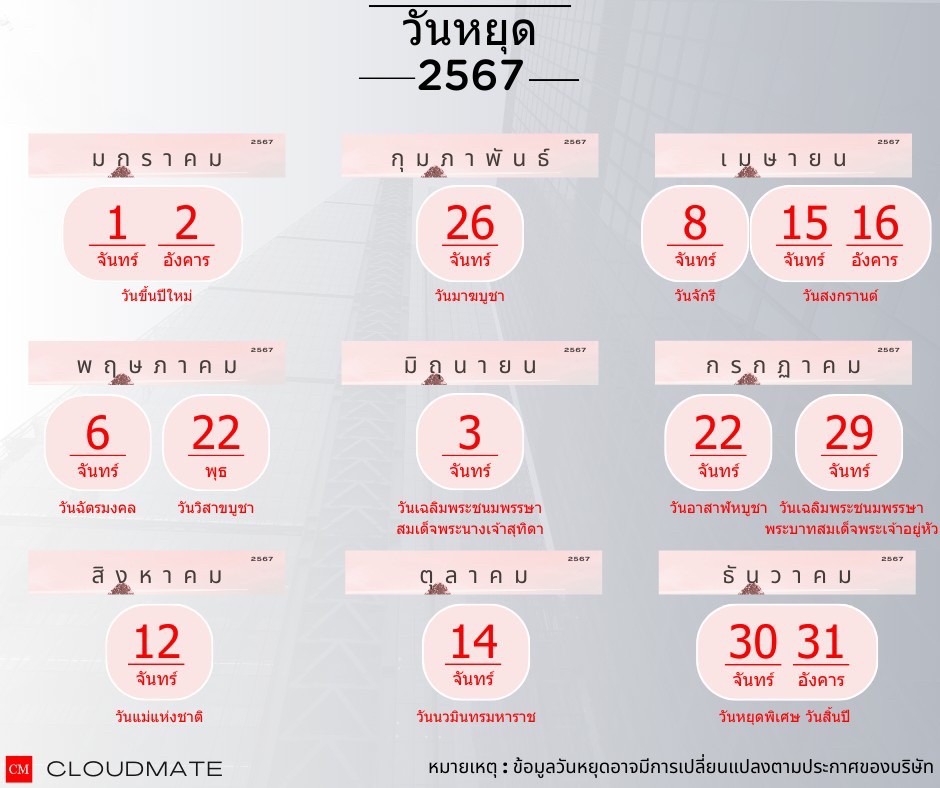 วันหยุด
2567
2567
มกราคม
1 2
จันทร์ อังคาร
วันขึ้นปีใหม่
2567
กุมภาพันธ์
26
จันทร์
วันมาฆบูชา
2567
เมษายน
8
จันทร์
วันจักรี
15 16
จันทร์ อังคาร
วันสงกรานต์
2567
พฤษภาคม
6
จันทร์
วันฉัตรมงคล
22
พุธ
วันวิสาขบูชา
2567
มิถุนายน
3
จันทร์
วันเฉลิมพระชนมพรรษา
สมเด็จพระนางเจ้าสุทิดา
2567
กรกฏาคม
22
จันทร์
วันอาสาฬหบูชา
29
จันทร์
วันเฉลิมพระชนมพรรษา
พระบาทสมเด็จพระเจ้าอยู่หัว
2567
สิงหาคม
12
จันทร์
วันแม่แห่งชาติ
2567
ตุลาคม
14
จันทร์
วันนวมินทรมหาราช
2567
ธันวาคม
30 31
จันทร์ อังคาร
วันหยุดพิเศษ วันสิ้นปี
CM CLOUDMATE
หมายเหตุ : ข้อมูลวันหยุดอาจมีการเปลี่ยนแปลงตามประกาศของบริษัท